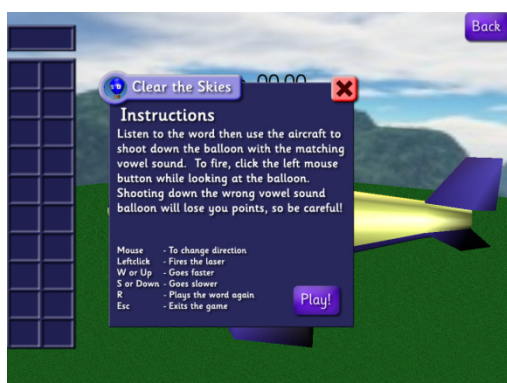 Back
Clear the Skies
Instructions
Listen to the word then use the aircraft to
shoot down the balloon with the matching
vowel sound. To fire, click the left mouse
button while looking at the balloon.
Shooting down the wrong vowel sound
balloon will lose you points, so be careful!
Mouse - To change direction
Leftclick - Fires the laser
W or Up - Goes faster
S or Down - Goes slower
R - Plays the word again
Esc - Exits the game
Play!